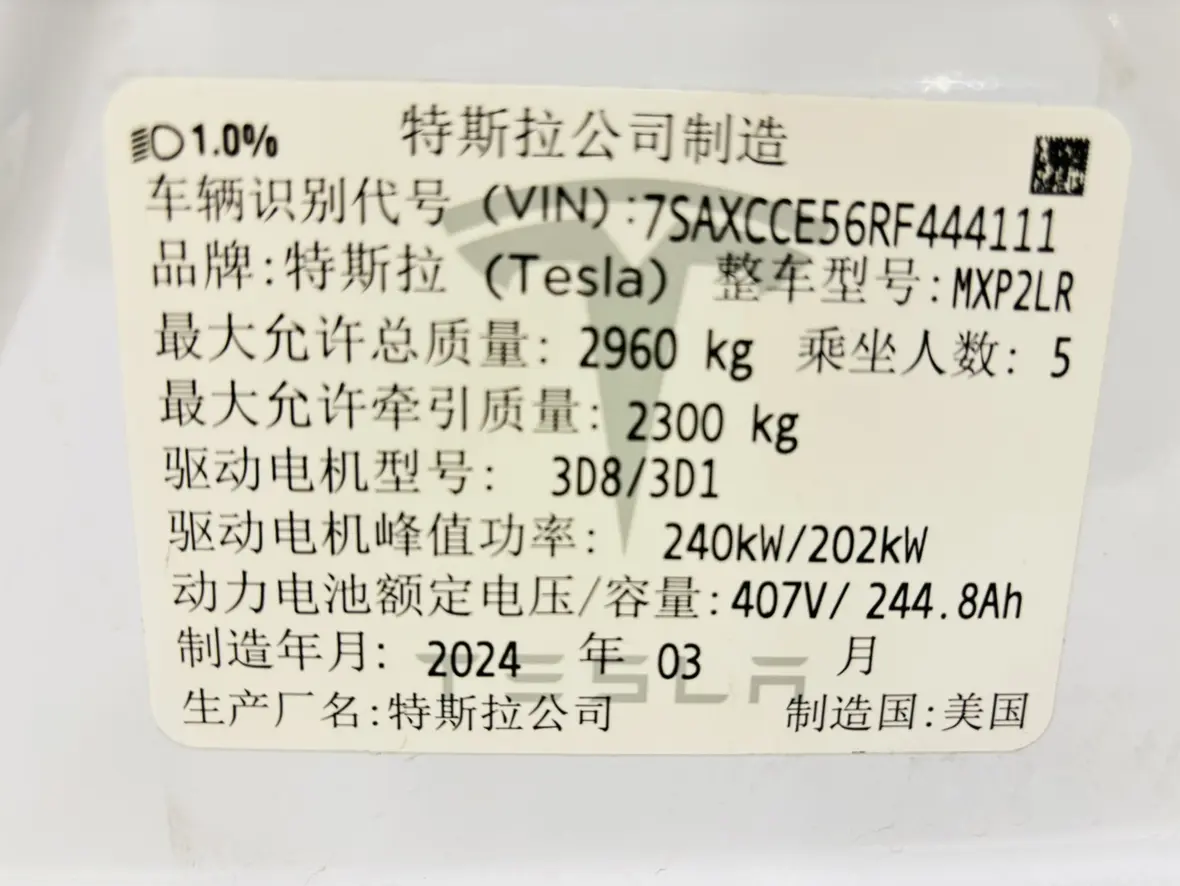 1.0% 特斯拉公司制造
车辆识别代号 (VIN):7SAXCCE56RF444111
品牌:特斯拉 (Tesla) 整车型号:MXP2LR
最大允许总质量: 2960 kg 乘坐人数: 5
最大允许牵引质量: 2300 kg
驱动电机型号: 3D8/3D1
驱动电机峰值功率: 240kW/202kW
动力电池额定电压/容量:407V/ 244.8Ah
制造年月: 2024 年 03 月
TESLA
生产厂名:特斯拉公司 制造国:美国